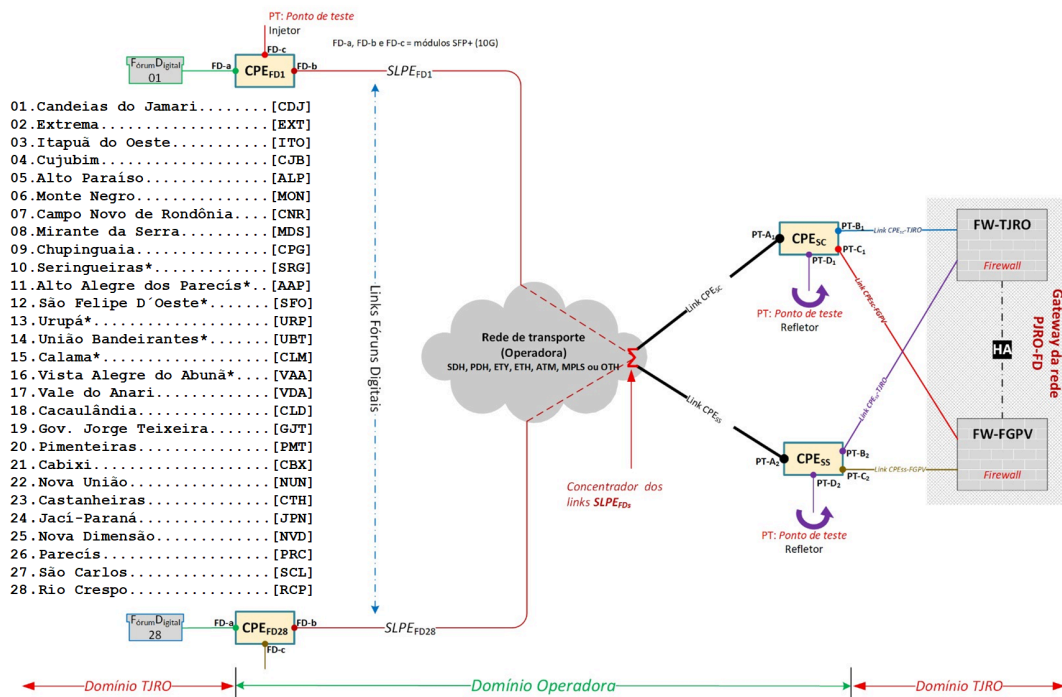 PT: Ponto de teste
Injetor
FD-a, FD-b e FD-c = módulos SFP+ (10G)
FórumDigital
01
FD-a
FD-c
CPEFD1
FD-b
SLPEFD1
01.Candeias do Jamari........[CDJ]
02.Extrema...................[EXT]
03.Itapuã do Oeste...........[ITO]
04.Cujubim...................[CJB]
05.Alto Paraíso..............[ALP]
06.Monte Negro...............[MON]
07.Campo Novo de Rondônia....[CNR]
08.Mirante da Serra..........[MDS]
09.Chupinguaia...............[CPG]
10.Seringueiras*.............[SRG]
11.Alto Alegre dos Parecis*..[AAP]
12.São Felipe D´Oeste*.......[SFO]
13.Urupá*....................[URP]
14.União Bandeirantes*.......[UBT]
15.Calama*...................[CLM]
16.Vista Alegre do Abunã*....[VAA]
17.Vale do Anari.............[VDA]
18.Cacaulândia...............[CLD]
19.Gov. Jorge Teixeira.......[GJT]
20.Pimenteiras...............[PMT]
21.Cabixi....................[CBX]
22.Nova União................[NUN]
23.Castanheiras..............[CTH]
24.Jací-Paraná...............[JPN]
25.Nova Dimensão.............[NVD]
26.Parecís...................[PRC]
27.São Carlos................[SCL]
28.Rio Crespo................[RCP]
Links Fóruns Digitais
Rede de transporte
(Operadora)
SDH, PDH, ETY, ETH, ATM, MPLS ou OTH
Σ
Concentrador dos
links SLPEFDs
Link CPESC
Link CPESS
PT-A1
CPESC
PT-B1
PT-C1
PT-D1
PT: Ponto de teste
Refletor
Link CPESC-TJRO
Link CPESC-FGPV
PT-A2
CPESS
PT-B2
PT-C2
PT-D2
PT: Ponto de teste
Refletor
Link CPESS-TJRO
Link CPESS-FGPV
FW-TJRO
Firewall
HA
FW-FGPV
Firewall
Gateway da rede
PJRO-FD
FórumDigital
28
FD-a
CPEFD28
FD-b
FD-c
SLPEFD28
Domínio TJRO
Domínio Operadora
Domínio TJRO